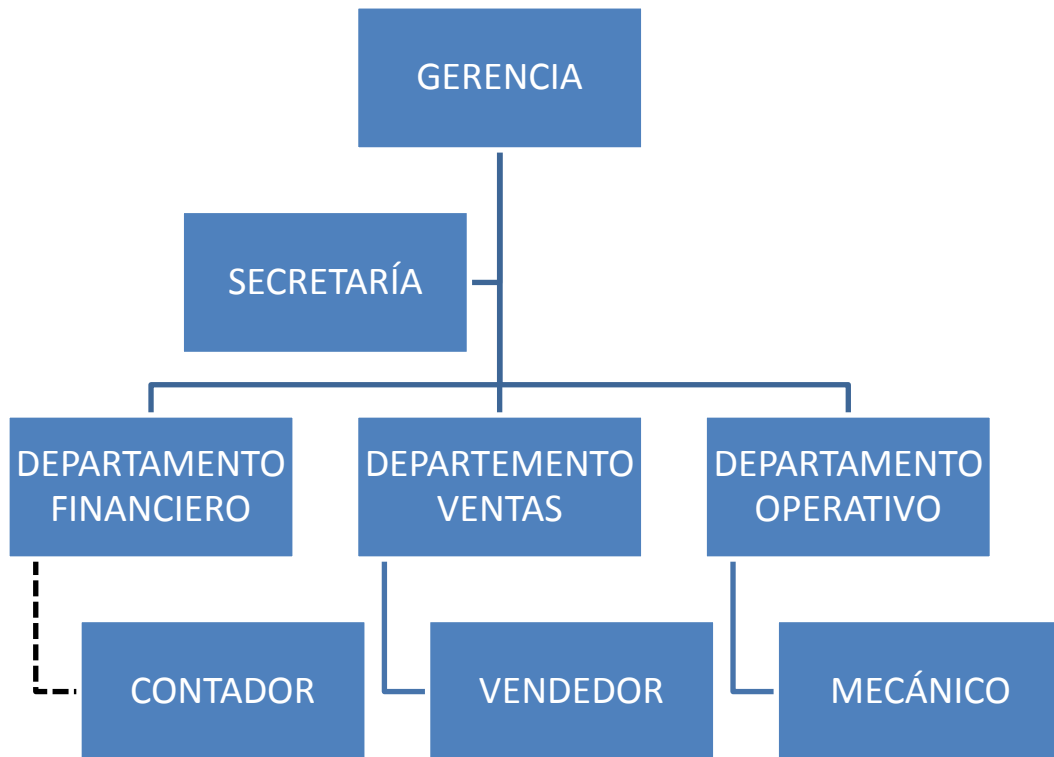 GERENCIA
SECRETARÍA
DEPARTAMENTO
FINANCIERO
DEPARTEMENTO
VENTAS
DEPARTAMENTO
OPERATIVO
CONTADOR
VENDEDOR
MECÁNICO